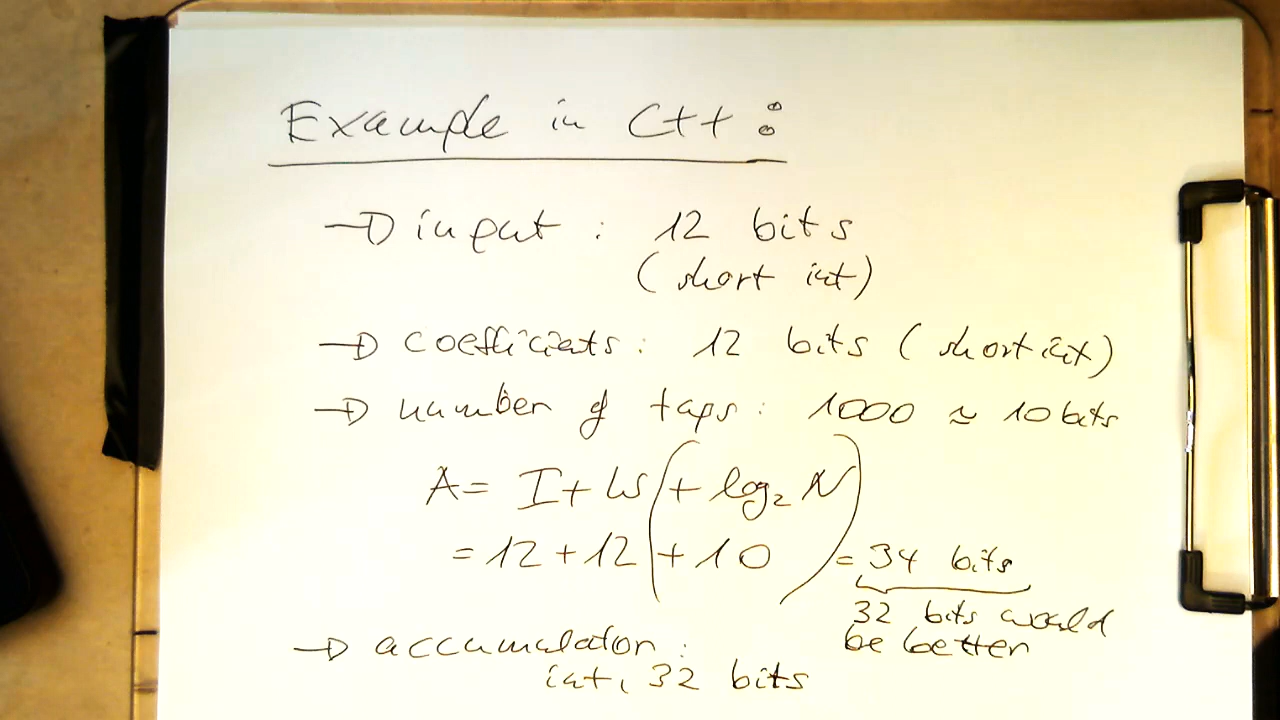 Example in C++:
→ input: 12 bits
(short int)
→ coefficients: 12 bits (short int)
→ number of taps: 1000 ≈ 10 bits
A = I + W (+ log₂ N)
= 12 + 12 (+ 10) = 34 bits
32 bits would
be better
→ accumulator:
int, 32 bits